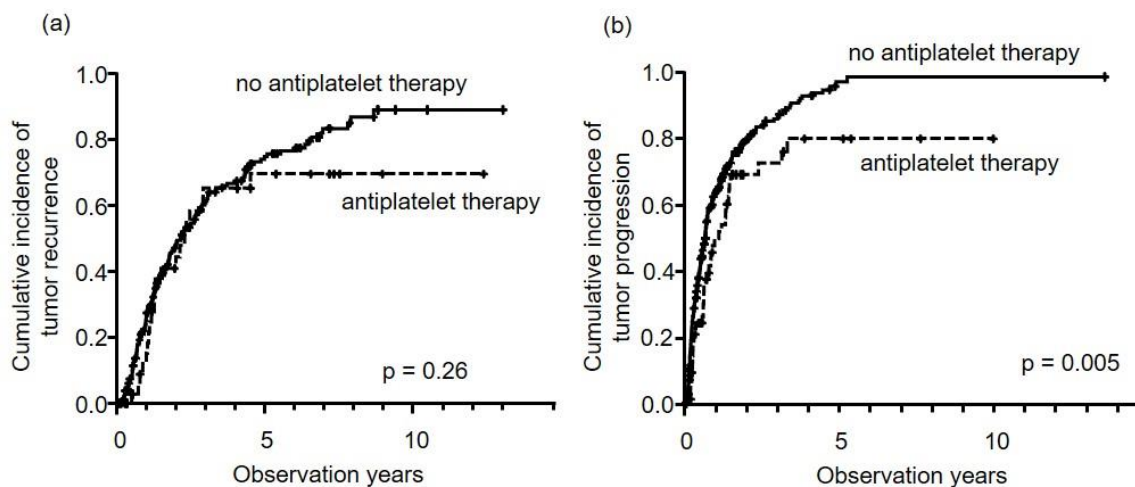 (a)
no antiplatelet therapy
antiplatelet therapy
p = 0.26
Cumulative incidence of
tumor recurrence
1.0
0.8
0.6
0.4
0.2
0.0
0 5 10
Observation years
(b)
no antiplatelet therapy
antiplatelet therapy
p = 0.005
Cumulative incidence of
tumor progression
1.0
0.8
0.6
0.4
0.2
0.0
0 5 10
Observation years